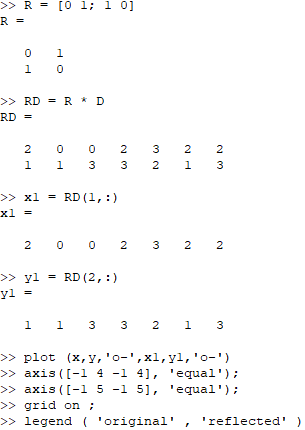 >> R = [0 1; 1 0]
R =
0 1
1 0
>> RD = R * D
RD =
2 0 0 2 3 2 2
1 1 3 3 2 1 3
>> x1 = RD(1,:)
x1 =
2 0 0 2 3 2 2
>> y1 = RD(2,:)
y1 =
1 1 3 3 2 1 3
>> plot (x,y,'o-',x1,y1,'o-')
>> axis([-1 4 -1 4], 'equal');
>> axis([-1 5 -1 5], 'equal');
>> grid on ;
>> legend ( 'original' , 'reflected' )